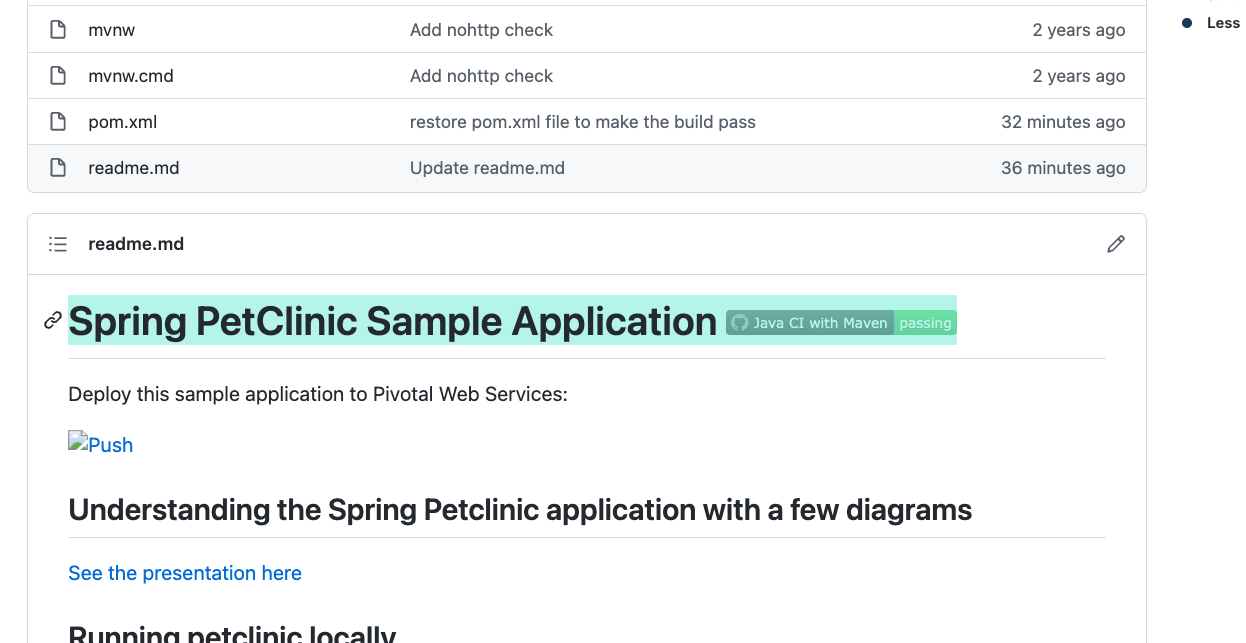 Less
mvnw Add nohttp check 2 years ago
mvnw.cmd Add nohttp check 2 years ago
pom.xml restore pom.xml file to make the build pass 32 minutes ago
readme.md Update readme.md 36 minutes ago
readme.md
Spring PetClinic Sample Application Java CI with Maven passing
Deploy this sample application to Pivotal Web Services:
Push
Understanding the Spring Petclinic application with a few diagrams
See the presentation here
Running petclinic locally